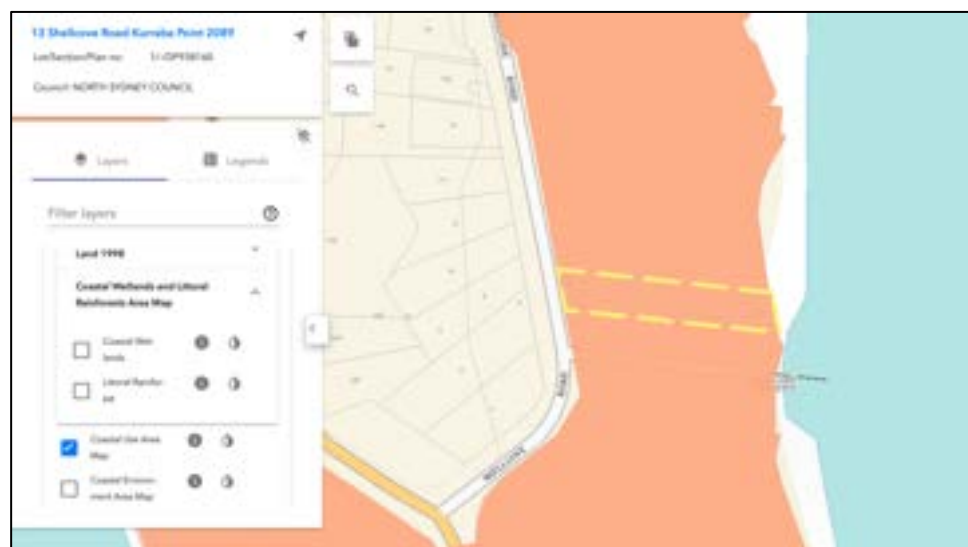 13 Shellcove Road Kurraba Point 2089
Lot/Section/Plan no:
Council: NORTH SYDNEY COUNCIL
Layers
Legends
Filter layers
Land 1998
Coastal Wetlands and Littoral
Rainforests Area Map
Coastal Wet
lands
Littoral Rainfor
est
Coastal Use Area
Map
Coastal Environ
ment Area Map
ROAD
ROAD